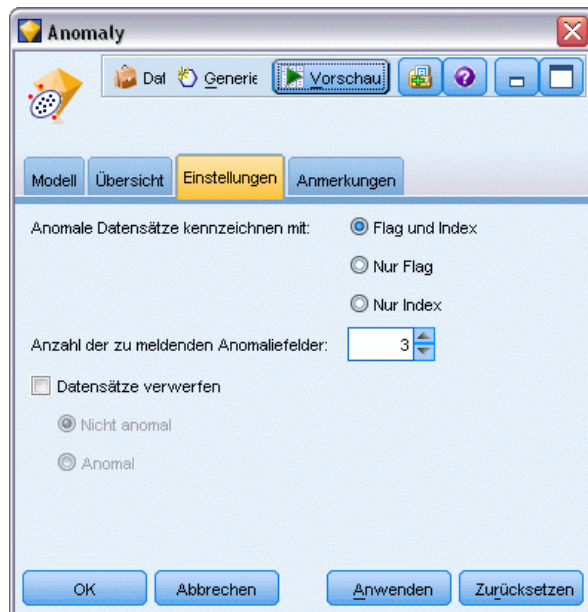 Anomaly
Dat Generie Vorschau
Modell Übersicht Einstellungen Anmerkungen
Anomale Datensätze kennzeichnen mit: Flag und Index
Nur Flag
Nur Index
Anzahl der zu meldenden Anomaliefelder: 3
Datensätze verwerfen
Nicht anomal
Anomal
OK Abbrechen Anwenden Zurücksetzen